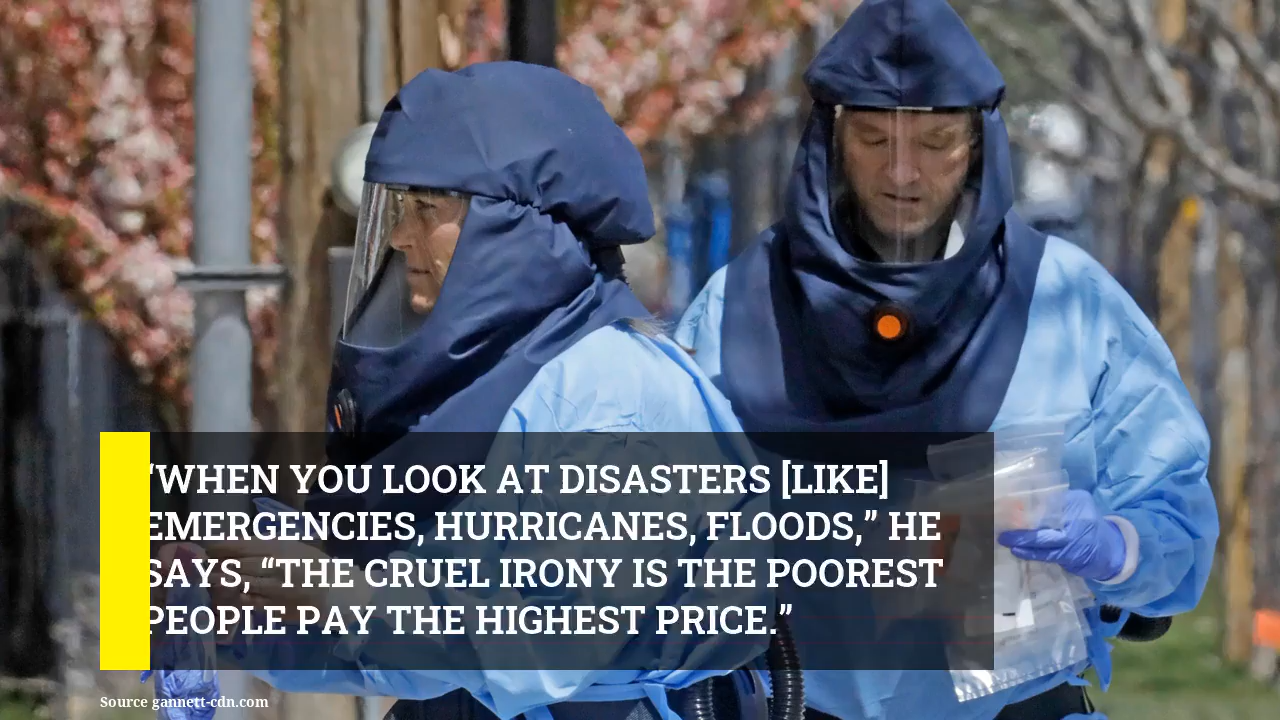 “WHEN YOU LOOK AT DISASTERS [LIKE]
EMERGENCIES, HURRICANES, FLOODS,” HE
SAYS, “THE CRUEL IRONY IS THE POOREST
PEOPLE PAY THE HIGHEST PRICE.”
Source gannett-cdn.com